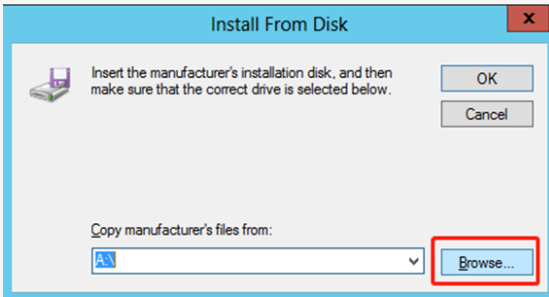 Install From Disk
x
Insert the manufacturer's installation disk, and then
make sure that the correct drive is selected below.
OK
Cancel
Copy manufacturer's files from:
A:\
Browse...